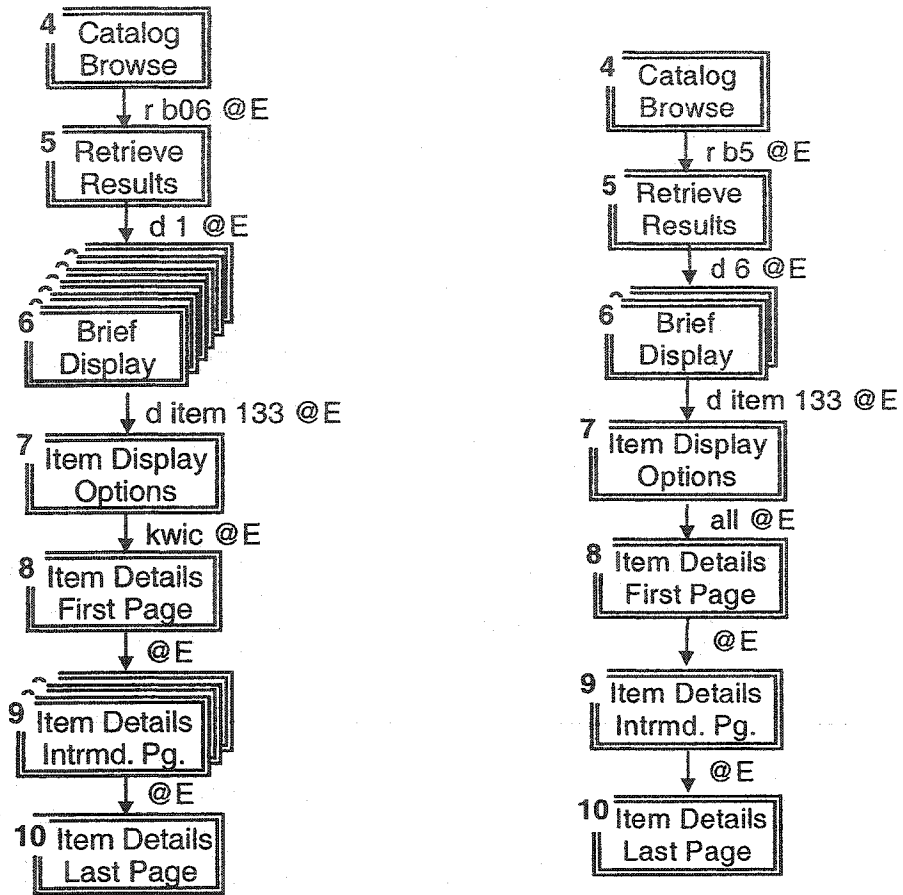 4 Catalog
Browse
r b06 @E
5 Retrieve
Results
d 1 @E
6 Brief
Display
d item 133 @E
7 Item Display
Options
kwic @E
8 Item Details
First Page
@E
9 Item Details
Intrmd. Pg.
@E
10 Item Details
Last Page
4 Catalog
Browse
r b5 @E
5 Retrieve
Results
d 6 @E
6 Brief
Display
d item 133 @E
7 Item Display
Options
all @E
8 Item Details
First Page
@E
9 Item Details
Intrmd. Pg.
@E
10 Item Details
Last Page